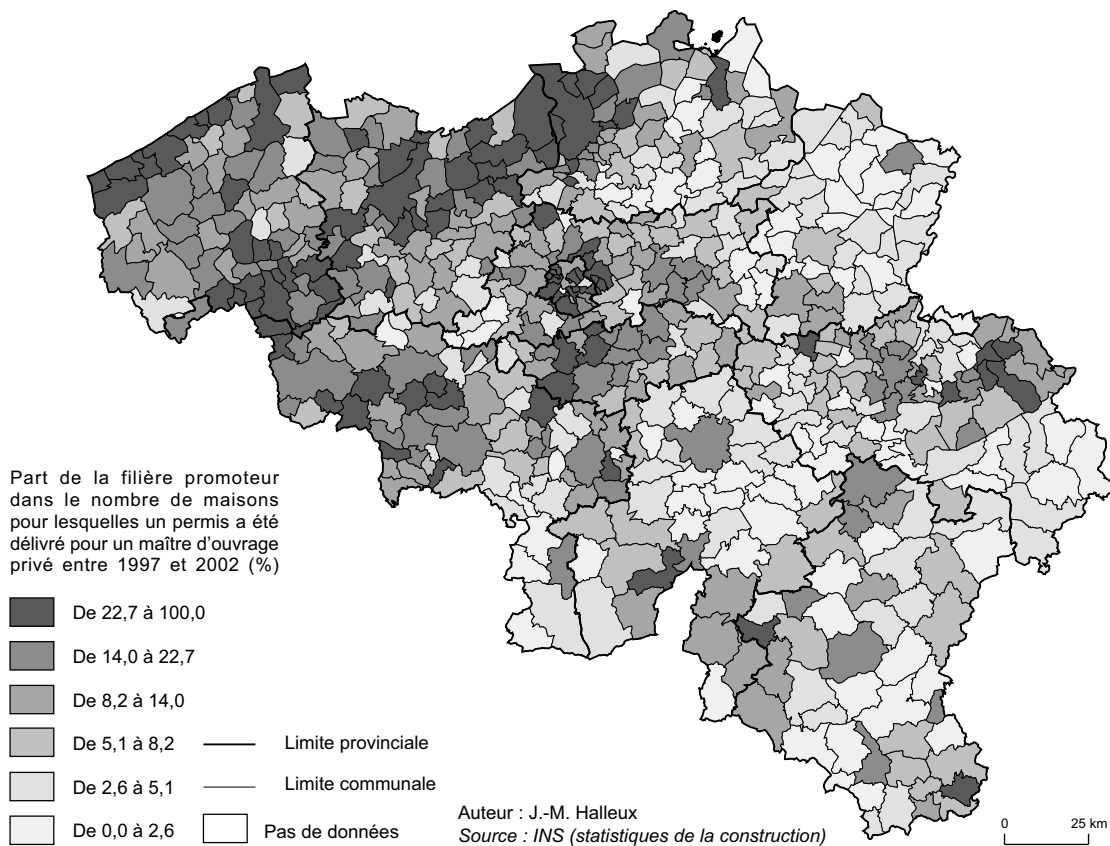 Part de la filière promoteur
dans le nombre de maisons
pour lesquelles un permis a été
délivré pour un maître d'ouvrage
privé entre 1997 et 2002 (%)
De 22,7 à 100,0
De 14,0 à 22,7
De 8,2 à 14,0
De 5,1 à 8,2
Limite provinciale
De 2,6 à 5,1
Limite communale
De 0,0 à 2,6
Pas de données
Auteur : J.-M. Halleux
Source : INS (statistiques de la construction)
0 25 km